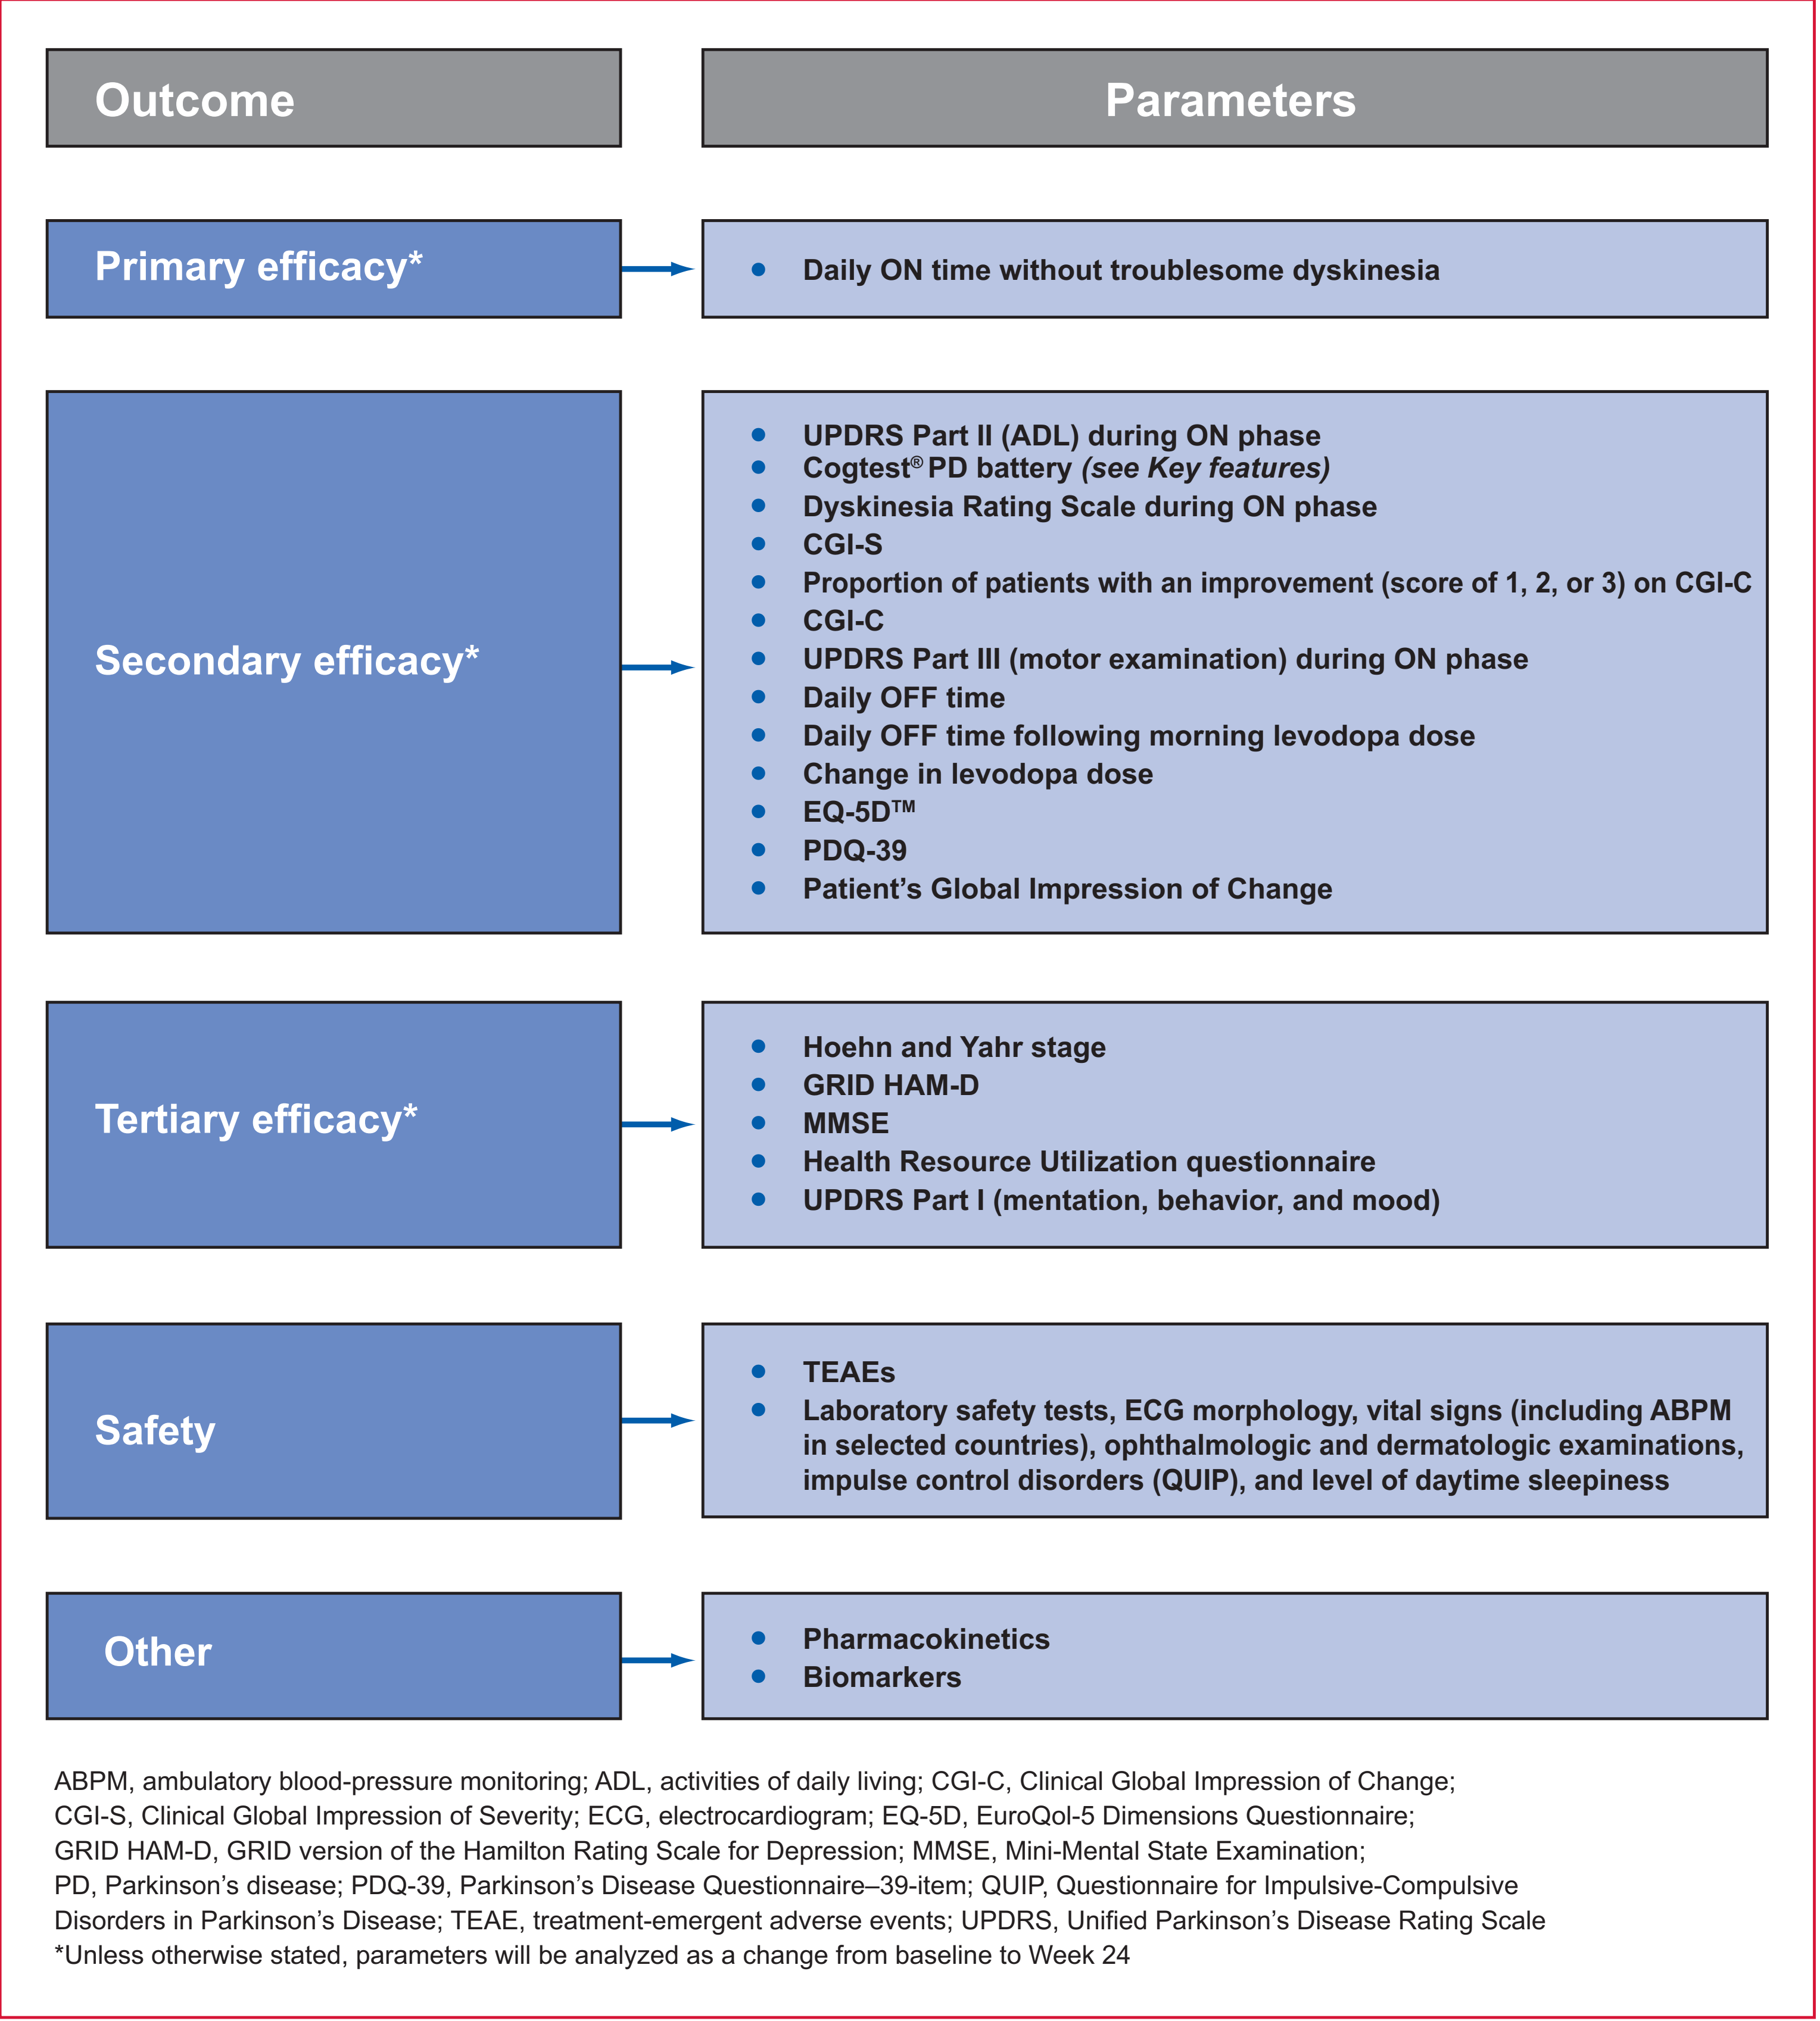 Outcome
Parameters
Primary efficacy*
• Daily ON time without troublesome dyskinesia
Secondary efficacy*
• UPDRS Part II (ADL) during ON phase
• Cogtest® PD battery (see Key features)
• Dyskinesia Rating Scale during ON phase
• CGI-S
• Proportion of patients with an improvement (score of 1, 2, or 3) on CGI-C
• CGI-C
• UPDRS Part III (motor examination) during ON phase
• Daily OFF time
• Daily OFF time following morning levodopa dose
• Change in levodopa dose
• EQ-5D™
• PDQ-39
• Patient’s Global Impression of Change
Tertiary efficacy*
• Hoehn and Yahr stage
• GRID HAM-D
• MMSE
• Health Resource Utilization questionnaire
• UPDRS Part I (mentation, behavior, and mood)
Safety
• TEAEs
• Laboratory safety tests, ECG morphology, vital signs (including ABPM
in selected countries), ophthalmologic and dermatologic examinations,
impulse control disorders (QUIP), and level of daytime sleepiness
Other
• Pharmacokinetics
• Biomarkers
ABPM, ambulatory blood-pressure monitoring; ADL, activities of daily living; CGI-C, Clinical Global Impression of Change;
CGI-S, Clinical Global Impression of Severity; ECG, electrocardiogram; EQ-5D, EuroQol-5 Dimensions Questionnaire;
GRID HAM-D, GRID version of the Hamilton Rating Scale for Depression; MMSE, Mini-Mental State Examination;
PD, Parkinson’s disease; PDQ-39, Parkinson’s Disease Questionnaire–39-item; QUIP, Questionnaire for Impulsive-Compulsive
Disorders in Parkinson’s Disease; TEAE, treatment-emergent adverse events; UPDRS, Unified Parkinson’s Disease Rating Scale
*Unless otherwise stated, parameters will be analyzed as a change from baseline to Week 24